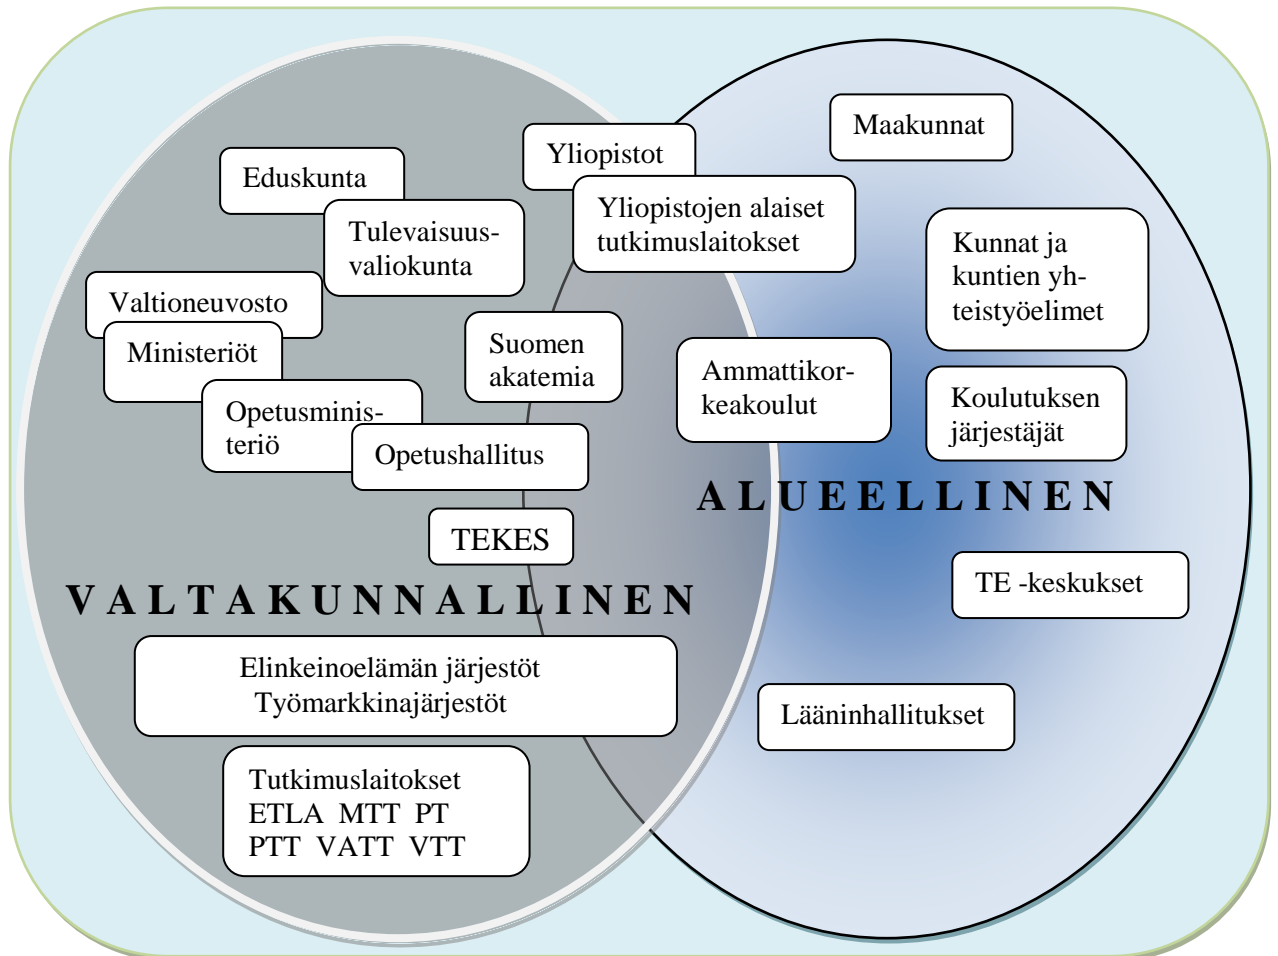 Maakunnat
Yliopistot
Eduskunta
Yliopistojen alaiset
tutkimuslaitokset
Tulevaisuus-
valiokunta
Kunnat ja
kuntien yh-
teistyöelimet
Valtioneuvosto
Ministeriöt
Suomen
akatemia
Ammattikor-
keakoulut
Koulutuksen
järjestäjät
Opetusminis-
teriö
Opetushallitus
ALUEELLINEN
TEKES
TE -keskukset
VALTAKUNNALLINEN
Elinkeinoelämän järjestöt
Työmarkkinajärjestöt
Lääninhallitukset
Tutkimuslaitokset
ETLA MTT PT
PTT VATT VTT